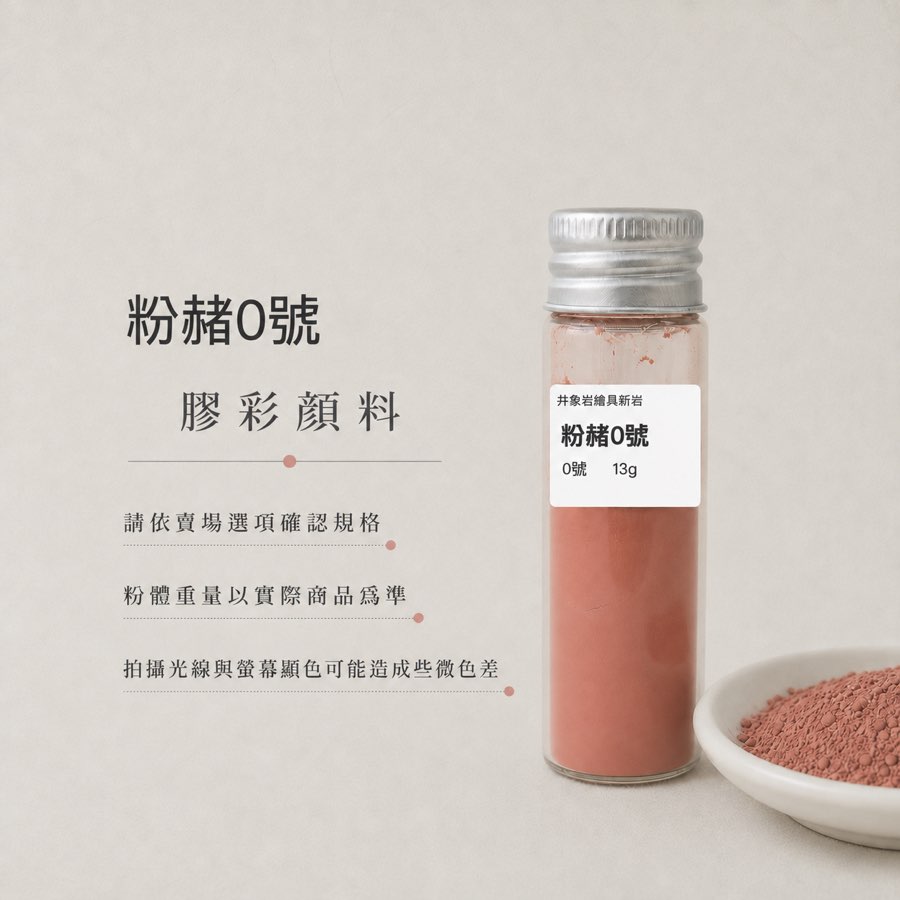 粉赭0號
膠彩顏料
請依賣場選項確認規格
粉體重量以實際商品爲準
拍攝光線與螢幕顯色可能造成些微色差
井象岩繪具新岩
粉赭0號
0號 13g